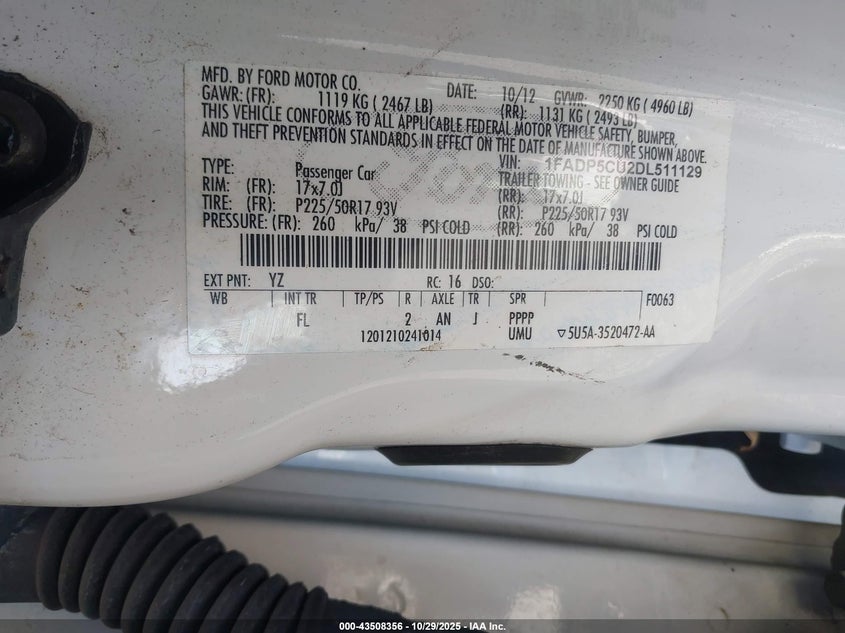 MFD. BY FORD MOTOR CO. DATE: 10/12 GVWR: 2250 KG ( 4960 LB)
GAWR: (FR): 1119 KG ( 2467 LB) (RR): 1131 KG ( 2493 LB)
THIS VEHICLE CONFORMS TO ALL APPLICABLE FEDERAL MOTOR VEHICLE SAFETY, BUMPER,
AND THEFT PREVENTION STANDARDS IN EFFECT ON THE DATE OF MANUFACTURE SHOWN ABOVE.
VIN: 1FADP5CU2DL511129
TYPE: Passenger Car TRAILER TOWING - SEE OWNER GUIDE
RIM: (FR): 17x7.0J (RR): 17x7.0J
TIRE: (FR): P225/50R17 93V (RR): P225/50R17 93V
PRESSURE: (FR): 260 kPa/ 38 PSI COLD (RR): 260 kPa/ 38 PSI COLD
EXT PNT: YZ RC: 16 DSO:
WB INT TR TP/PS R AXLE TR SPR F0063
FL 2 AN J PPPP
1201210241014 UMU ▽5U5A-3520472-AA
000-43508356 - 10/29/2025 - IAA Inc.